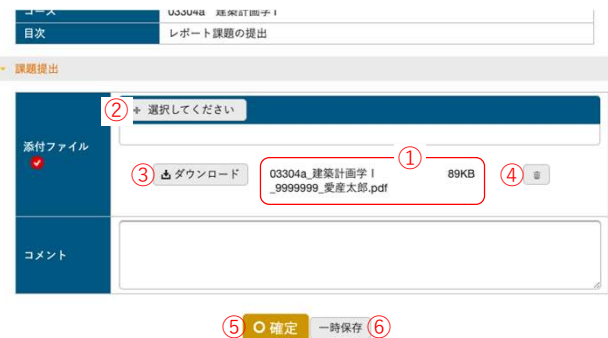 コース 03304a 建築計画学Ⅰ
目次 レポート課題の提出
課題提出
② + 選択してください
添付ファイル
①
③ ダウンロード 03304a_建築計画学Ⅰ 89KB ④
_9999999_愛産太郎.pdf
コメント
⑤ 確定 一時保存 ⑥